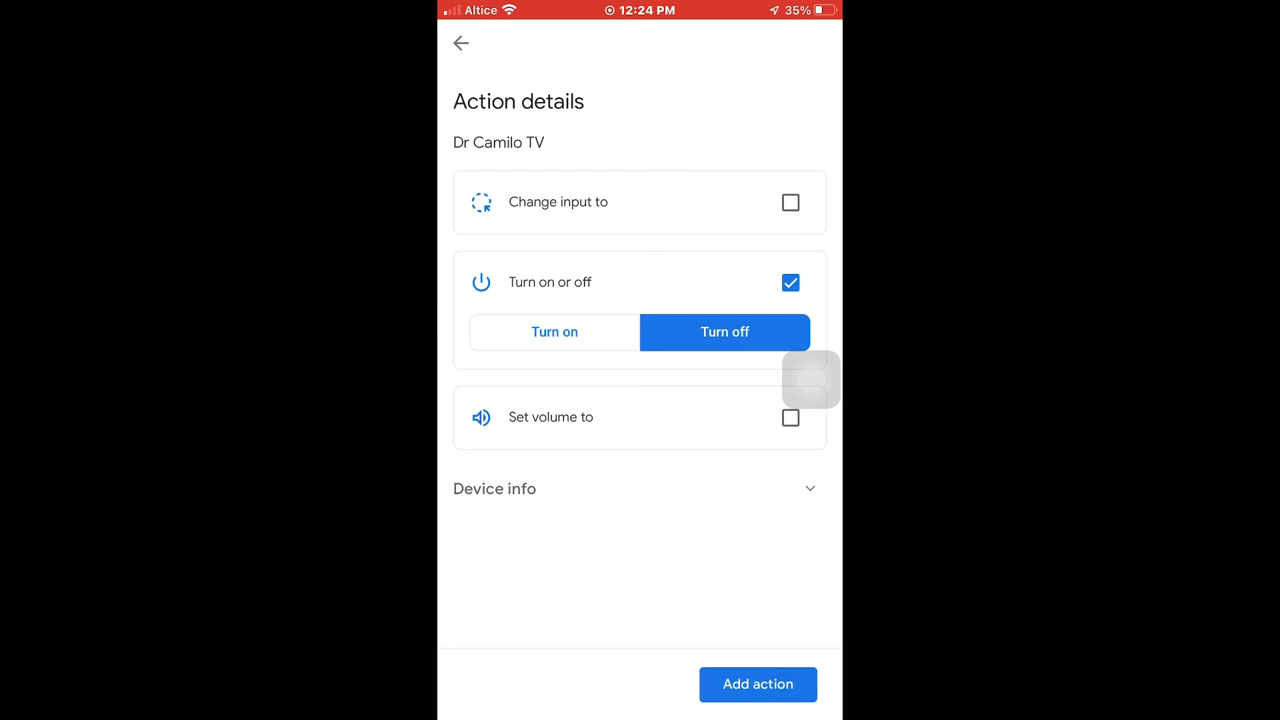 Altice 12:24 PM 35%
Action details
Dr Camilo TV
Change input to
Turn on or off
Turn on Turn off
Set volume to
Device info
Add action